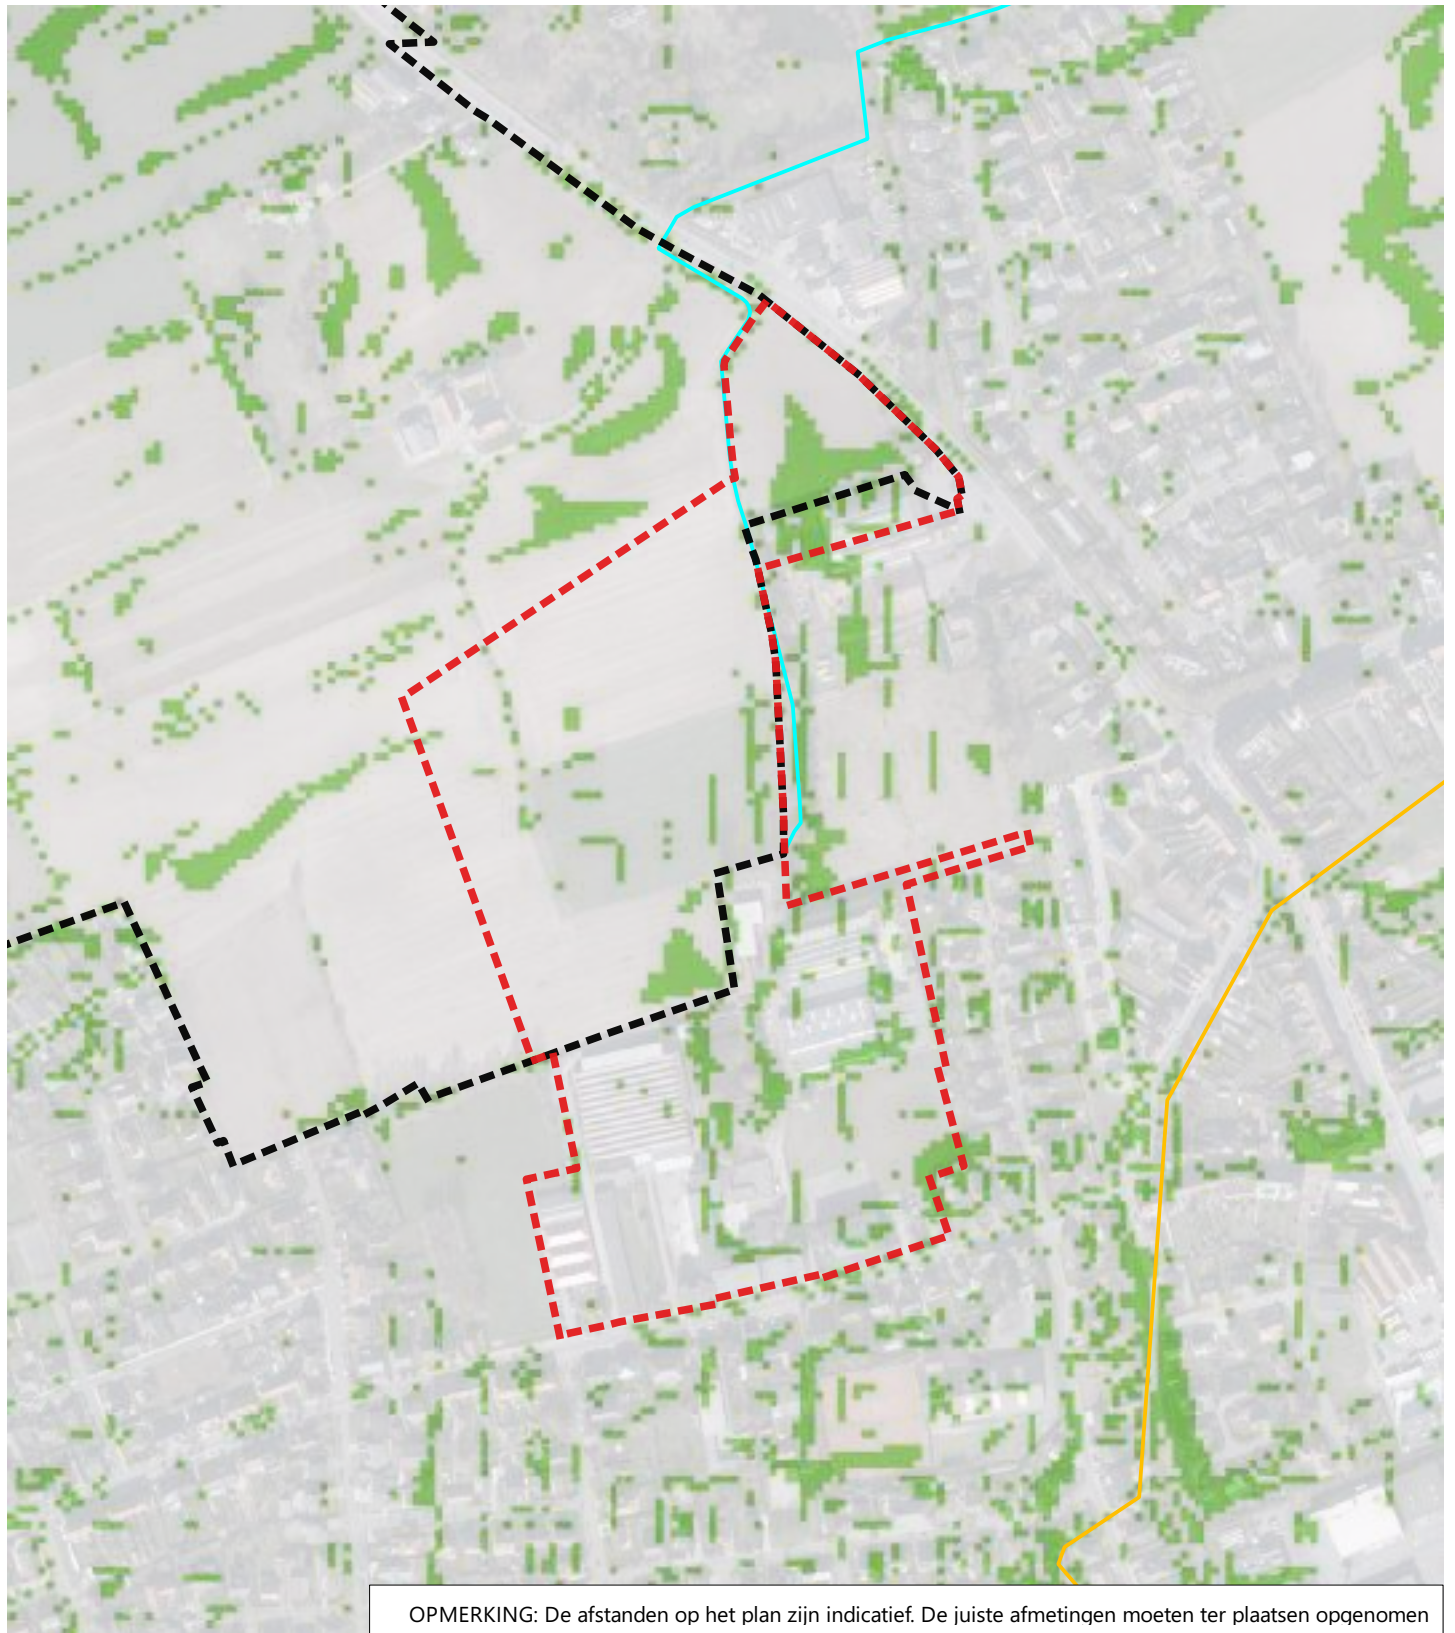 OPMERKING: De afstanden op het plan zijn indicatief. De juiste afmetingen moeten ter plaatsen opgenomen